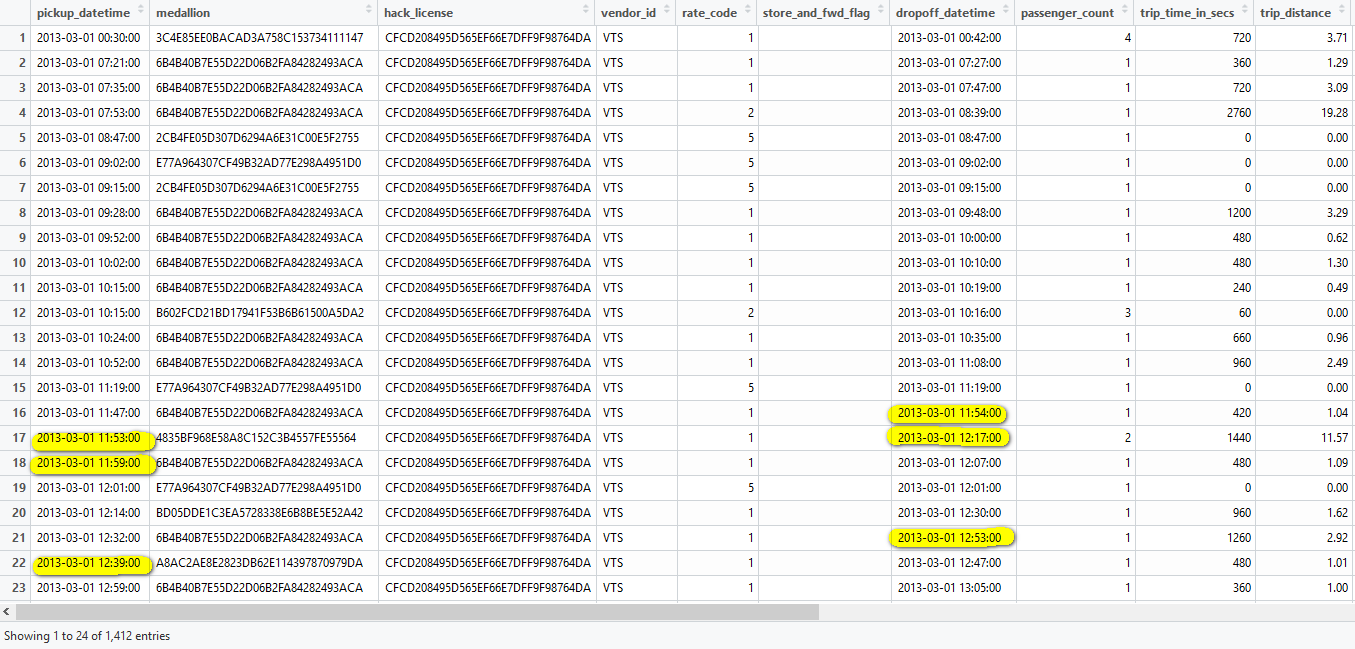 pickup_datetime medallion hack_license vendor_id rate_code store_and_fwd_flag dropoff_datetime passenger_count trip_time_in_secs trip_distance
1 2013-03-01 00:30:00 3C4E85EE0BACAD3A758C153734111147 CFCD208495D565EF66E7DFF9F98764DA VTS 1 2013-03-01 00:42:00 4 720 3.71
2 2013-03-01 07:21:00 6B4B40B7E55D22D06B2FA84282493ACA CFCD208495D565EF66E7DFF9F98764DA VTS 1 2013-03-01 07:27:00 1 360 1.29
3 2013-03-01 07:35:00 6B4B40B7E55D22D06B2FA84282493ACA CFCD208495D565EF66E7DFF9F98764DA VTS 1 2013-03-01 07:47:00 1 720 3.09
4 2013-03-01 07:53:00 6B4B40B7E55D22D06B2FA84282493ACA CFCD208495D565EF66E7DFF9F98764DA VTS 2 2013-03-01 08:39:00 1 2760 19.28
5 2013-03-01 08:47:00 2CB4FE05D307D6294A6E31C00E5F2755 CFCD208495D565EF66E7DFF9F98764DA VTS 5 2013-03-01 08:47:00 1 0 0.00
6 2013-03-01 09:02:00 E77A964307CF49B32AD77E298A4951D0 CFCD208495D565EF66E7DFF9F98764DA VTS 5 2013-03-01 09:02:00 1 0 0.00
7 2013-03-01 09:15:00 2CB4FE05D307D6294A6E31C00E5F2755 CFCD208495D565EF66E7DFF9F98764DA VTS 5 2013-03-01 09:15:00 1 0 0.00
8 2013-03-01 09:28:00 6B4B40B7E55D22D06B2FA84282493ACA CFCD208495D565EF66E7DFF9F98764DA VTS 1 2013-03-01 09:48:00 1 1200 3.29
9 2013-03-01 09:52:00 6B4B40B7E55D22D06B2FA84282493ACA CFCD208495D565EF66E7DFF9F98764DA VTS 1 2013-03-01 10:00:00 1 480 0.62
10 2013-03-01 10:02:00 6B4B40B7E55D22D06B2FA84282493ACA CFCD208495D565EF66E7DFF9F98764DA VTS 1 2013-03-01 10:10:00 1 480 1.30
11 2013-03-01 10:15:00 6B4B40B7E55D22D06B2FA84282493ACA CFCD208495D565EF66E7DFF9F98764DA VTS 1 2013-03-01 10:19:00 1 240 0.49
12 2013-03-01 10:15:00 B602FCD21BD17941F53B6B61500A5DA2 CFCD208495D565EF66E7DFF9F98764DA VTS 2 2013-03-01 10:16:00 3 60 0.00
13 2013-03-01 10:24:00 6B4B40B7E55D22D06B2FA84282493ACA CFCD208495D565EF66E7DFF9F98764DA VTS 1 2013-03-01 10:35:00 1 660 0.96
14 2013-03-01 10:52:00 6B4B40B7E55D22D06B2FA84282493ACA CFCD208495D565EF66E7DFF9F98764DA VTS 1 2013-03-01 11:08:00 1 960 2.49
15 2013-03-01 11:19:00 E77A964307CF49B32AD77E298A4951D0 CFCD208495D565EF66E7DFF9F98764DA VTS 5 2013-03-01 11:19:00 1 0 0.00
16 2013-03-01 11:47:00 6B4B40B7E55D22D06B2FA84282493ACA CFCD208495D565EF66E7DFF9F98764DA VTS 1 2013-03-01 11:54:00 1 420 1.04
17 2013-03-01 11:53:00 4835BF968E58A8C152C3B4557FE55564 CFCD208495D565EF66E7DFF9F98764DA VTS 1 2013-03-01 12:17:00 2 1440 11.57
18 2013-03-01 11:59:00 6B4B40B7E55D22D06B2FA84282493ACA CFCD208495D565EF66E7DFF9F98764DA VTS 1 2013-03-01 12:07:00 1 480 1.09
19 2013-03-01 12:01:00 E77A964307CF49B32AD77E298A4951D0 CFCD208495D565EF66E7DFF9F98764DA VTS 5 2013-03-01 12:01:00 1 0 0.00
20 2013-03-01 12:14:00 BD05DDE1C3EA5728338E6B8BE5E52A42 CFCD208495D565EF66E7DFF9F98764DA VTS 1 2013-03-01 12:30:00 1 960 1.62
21 2013-03-01 12:32:00 6B4B40B7E55D22D06B2FA84282493ACA CFCD208495D565EF66E7DFF9F98764DA VTS 1 2013-03-01 12:53:00 1 1260 2.92
22 2013-03-01 12:39:00 A8AC2AE8E2823DB62E114397870979DA CFCD208495D565EF66E7DFF9F98764DA VTS 1 2013-03-01 12:47:00 1 480 1.01
23 2013-03-01 12:59:00 6B4B40B7E55D22D06B2FA84282493ACA CFCD208495D565EF66E7DFF9F98764DA VTS 1 2013-03-01 13:05:00 1 360 1.00
Showing 1 to 24 of 1,412 entries